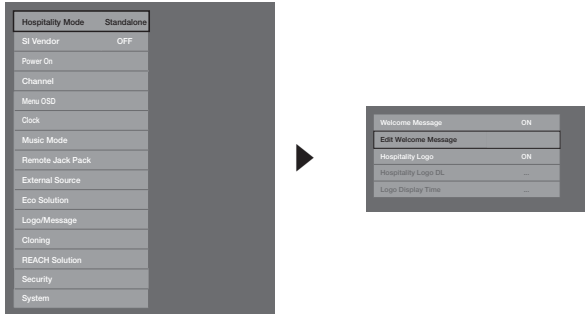 Hospitality Mode Standalone
SI Vendor OFF
Power On
Channel
Menu OSD
Clock
Music Mode
Remote Jack Pack
External Source
Eco Solution
Logo/Message
Cloning
REACH Solution
Security
System
Welcome Message ON
Edit Welcome Message
Hospitality Logo ON
Hospitality Logo DL ...
Logo Display Time ...